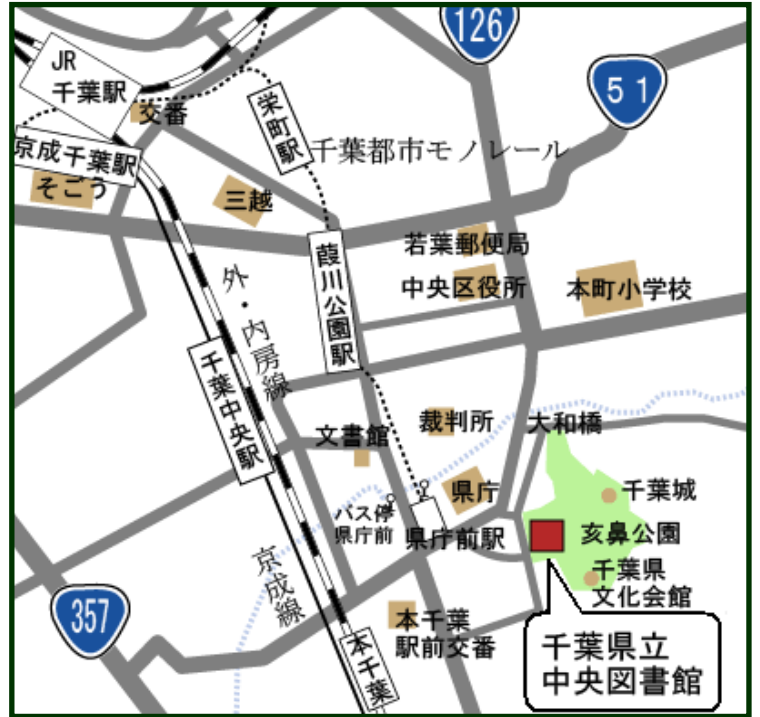 126
JR
千葉駅
51
交番
栄町駅
千葉都市モノレール
京成千葉駅
そごう
三越
若葉郵便局
葭川公園駅
中央区役所
本町小学校
外・内房線
千葉中央駅
裁判所
大和橋
文書館
県庁
千葉城
バス停
県庁前
県庁前駅
亥鼻公園
京成線
千葉県
文化会館
357
本千葉
駅前交番
本千葉
千葉県立
中央図書館